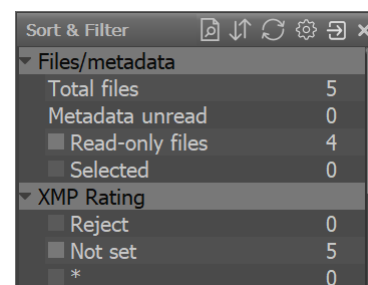 Sort & Filter
Files/metadata
Total files 5
Metadata unread 0
Read-only files 4
Selected 0
XMP Rating
Reject 0
Not set 5
* 0